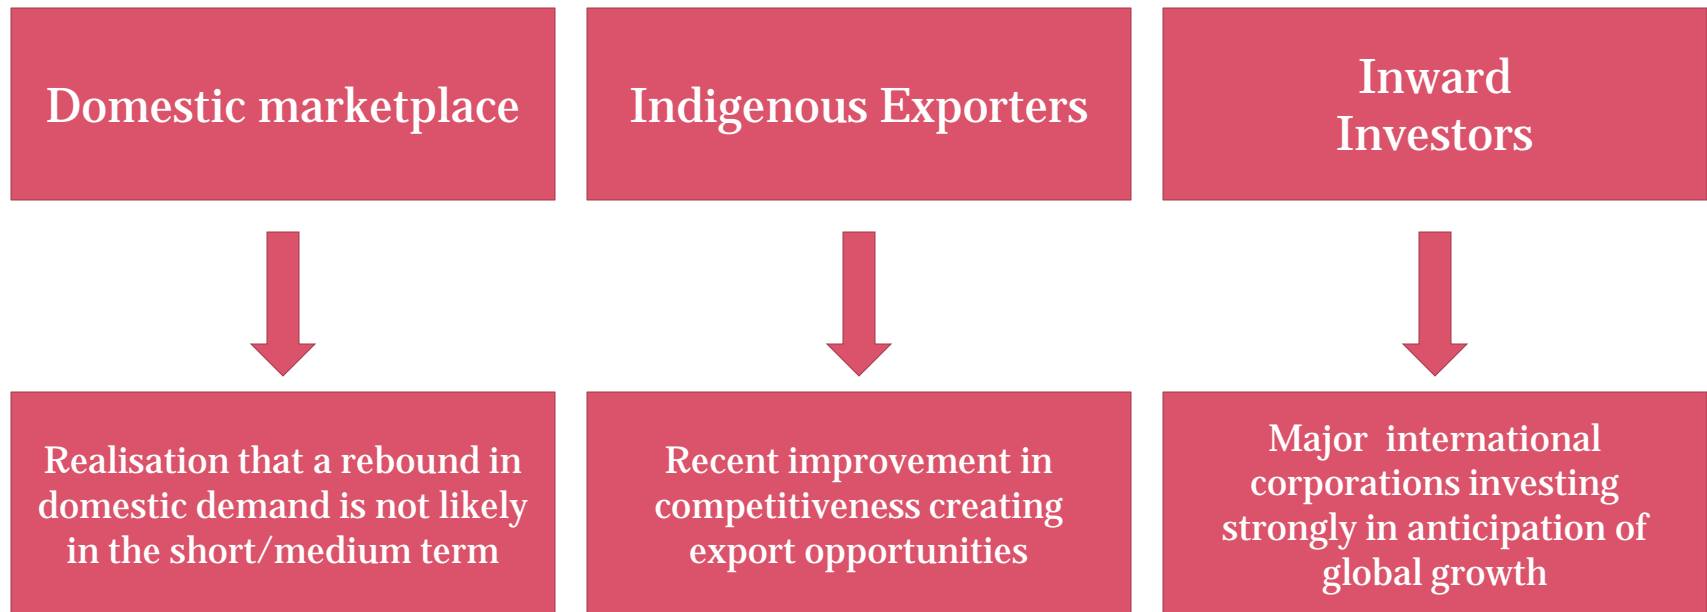 Domestic marketplace
Indigenous Exporters
Inward
Investors
Realisation that a rebound in
domestic demand is not likely
in the short/medium term
Recent improvement in
competitiveness creating
export opportunities
Major  international
corporations investing
strongly in anticipation of
global growth